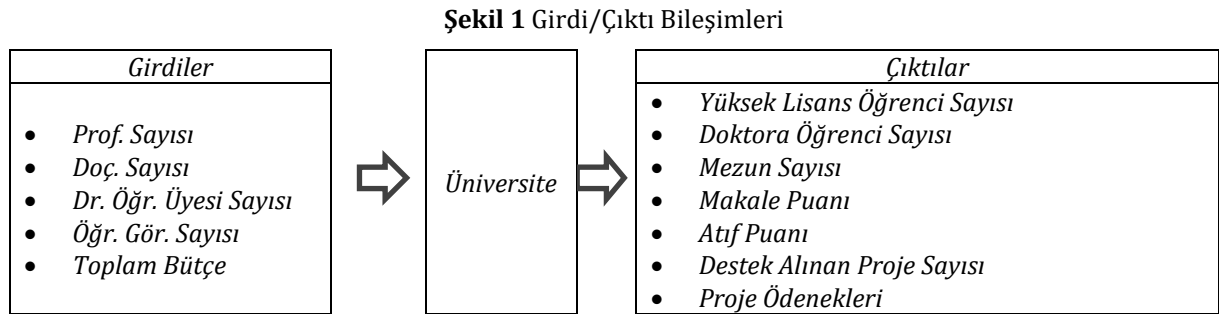 Şekil 1 Girdi/Çıktı Bileşimleri
Girdiler
• Prof. Sayısı
• Doç. Sayısı
• Dr. Öğr. Üyesi Sayısı
• Öğr. Gör. Sayısı
• Toplam Bütçe
Üniversite
Çıktılar
• Yüksek Lisans Öğrenci Sayısı
• Doktora Öğrenci Sayısı
• Mezun Sayısı
• Makale Puanı
• Atıf Puanı
• Destek Alınan Proje Sayısı
• Proje Ödenekleri